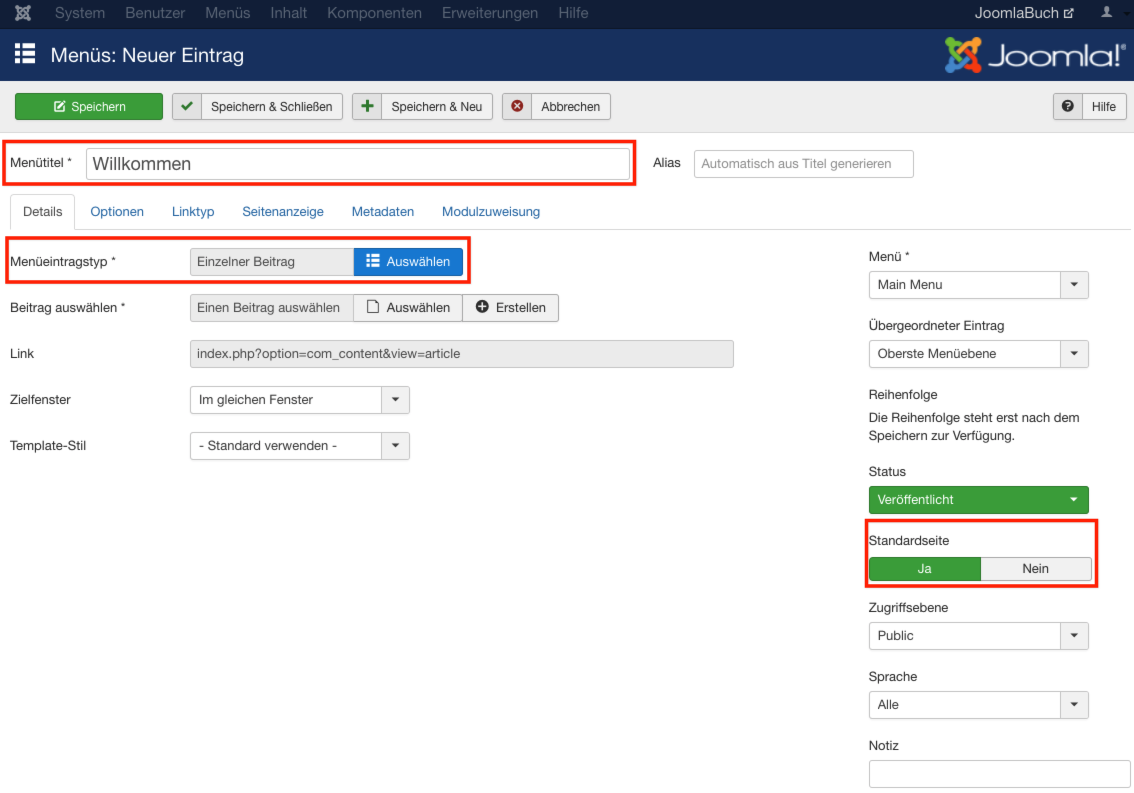 System Benutzer Menüs Inhalt Komponenten Erweiterungen Hilfe JoomlaBuch
Menüs: Neuer Eintrag Joomla!®
Speichern Speichern & Schließen Speichern & Neu Abbrechen Hilfe
Menütitel * Willkommen Alias Automatisch aus Titel generieren
Details Optionen Linktyp Seitenanzeige Metadaten Modulzuweisung
Menüeintragstyp * Einzelner Beitrag Auswählen
Beitrag auswählen * Einen Beitrag auswählen Auswählen Erstellen
Link index.php?option=com_content&view=article
Zielfenster Im gleichen Fenster
Template-Stil - Standard verwenden -
Menü *
Main Menu
Übergeordneter Eintrag
Oberste Menüebene
Reihenfolge
Die Reihenfolge steht erst nach dem
Speichern zur Verfügung.
Status
Veröffentlicht
Standardseite
Ja Nein
Zugriffsebene
Public
Sprache
Alle
Notiz